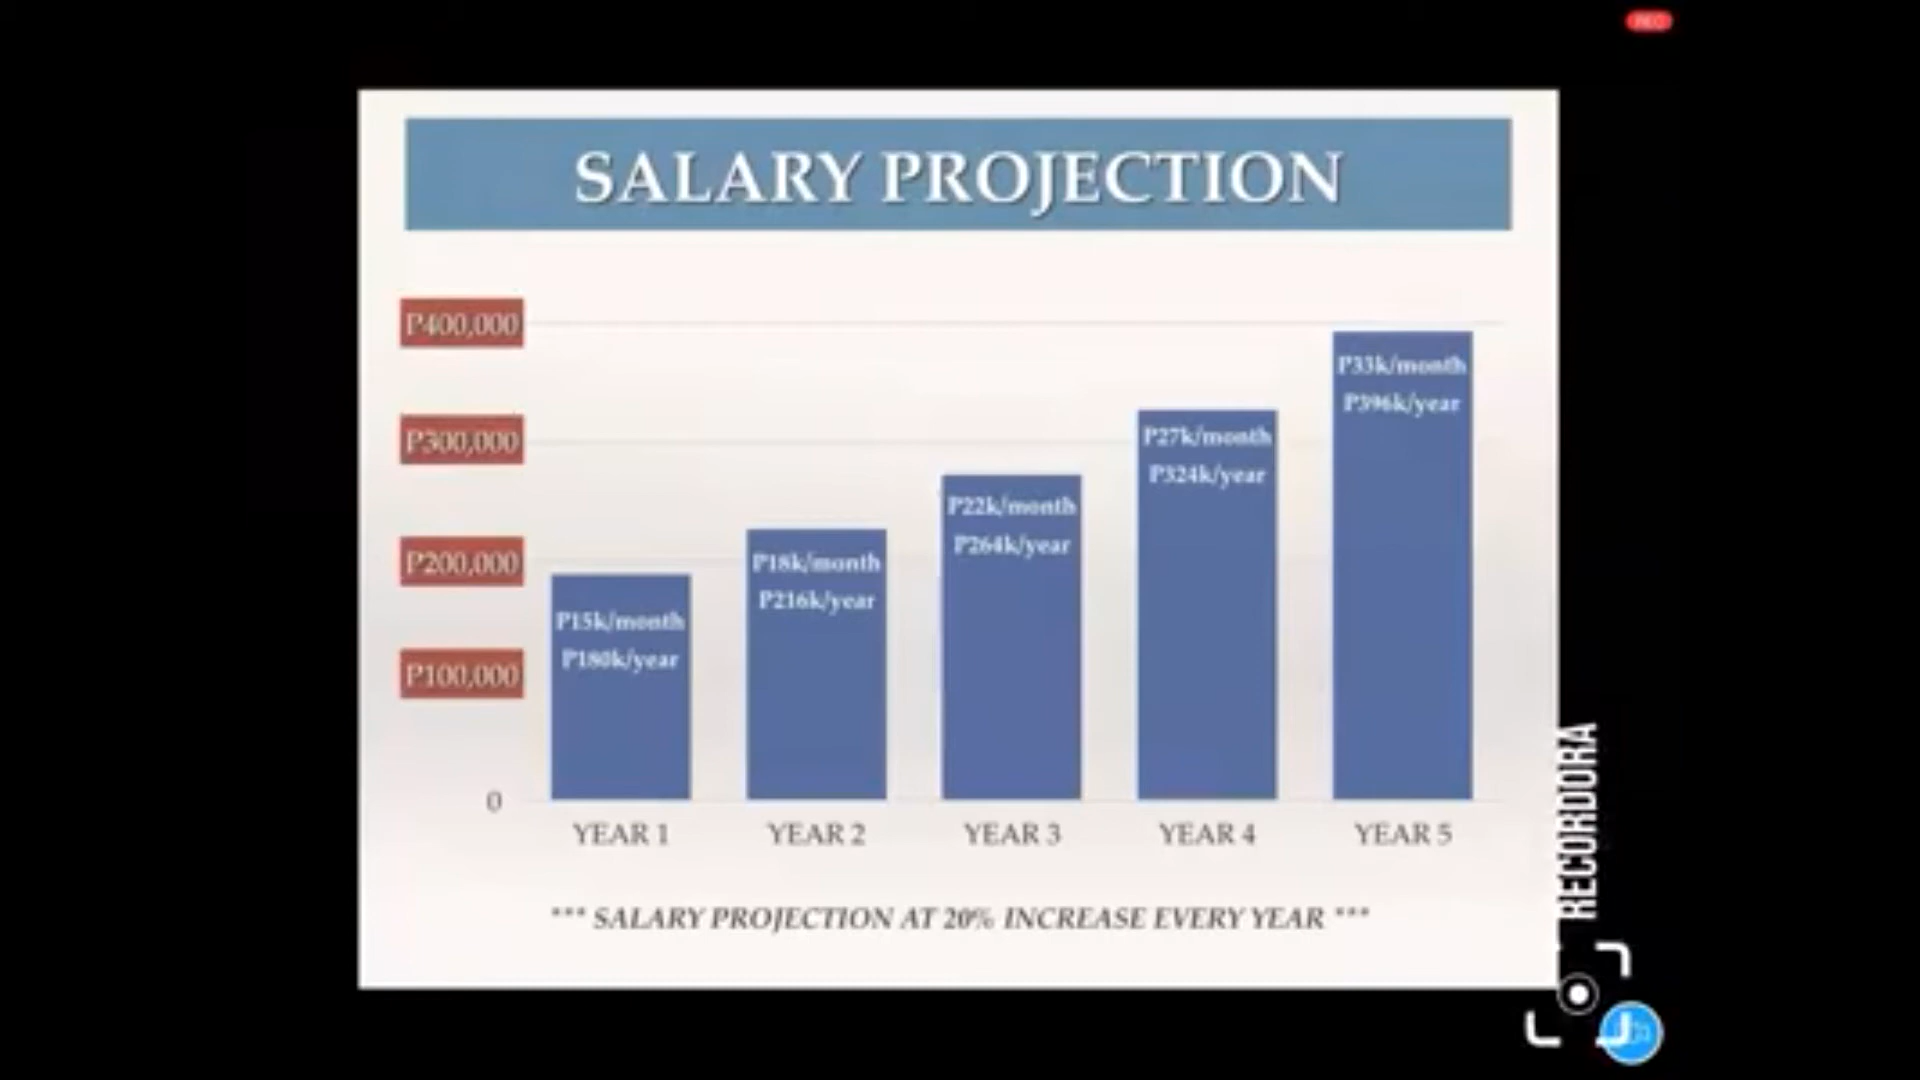 REC
SALARY PROJECTION
P400,000
P300,000
P200,000
P100,000
0
P15k/month
P180k/year
P18k/month
P216k/year
P22k/month
P264k/year
P27k/month
P324k/year
P33k/month
P396k/year
YEAR 1
YEAR 2
YEAR 3
YEAR 4
YEAR 5
*** SALARY PROJECTION AT 20% INCREASE EVERY YEAR ***
RECORDORA